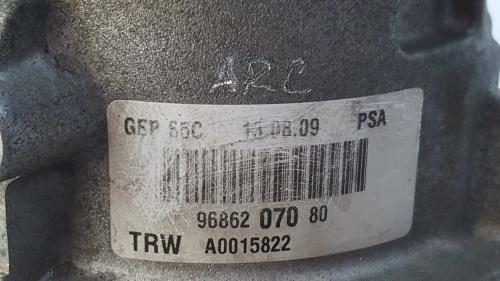 ARC
GEP 65C 13.08.09 PSA
96862 070 80
TRW A0015822